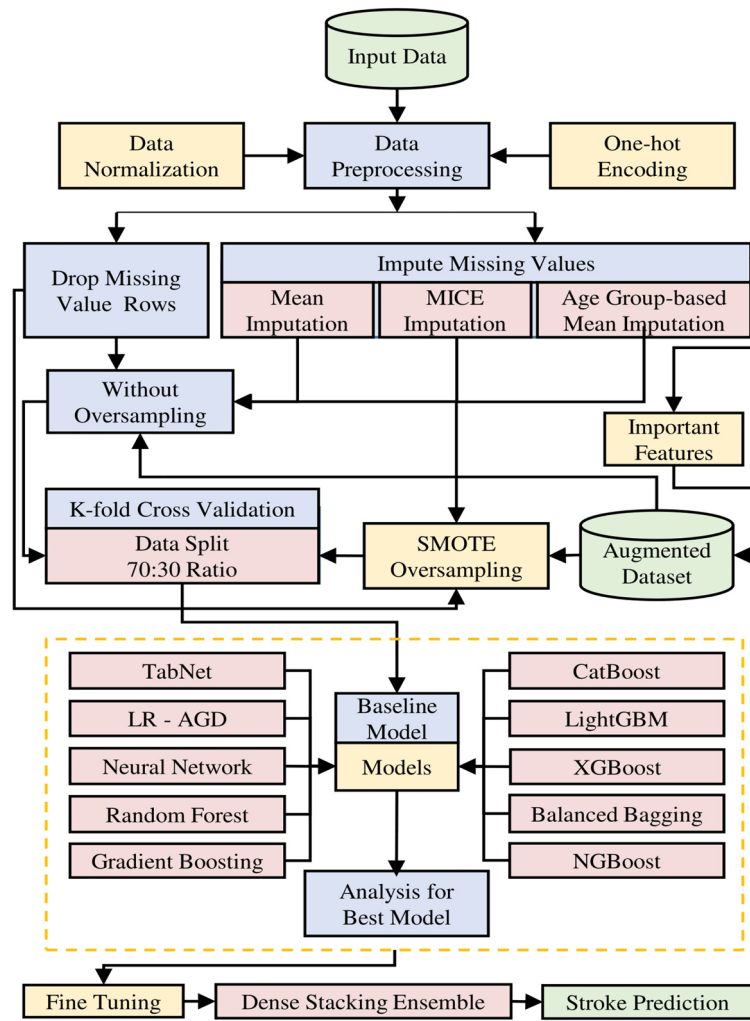 Input Data
Data
Normalization
Data
Preprocessing
One-hot
Encoding
Drop Missing
Value Rows
Impute Missing Values
Mean
Imputation
MICE
Imputation
Age Group-based
Mean Imputation
Without
Oversampling
Important
Features
K-fold Cross Validation
Data Split
70:30 Ratio
SMOTE
Oversampling
Augmented
Dataset
TabNet
LR - AGD
Neural Network
Random Forest
Gradient Boosting
Baseline
Model
Models
CatBoost
LightGBM
XGBoost
Balanced Bagging
NGBoost
Analysis for
Best Model
Fine Tuning
Dense Stacking Ensemble
Stroke Prediction